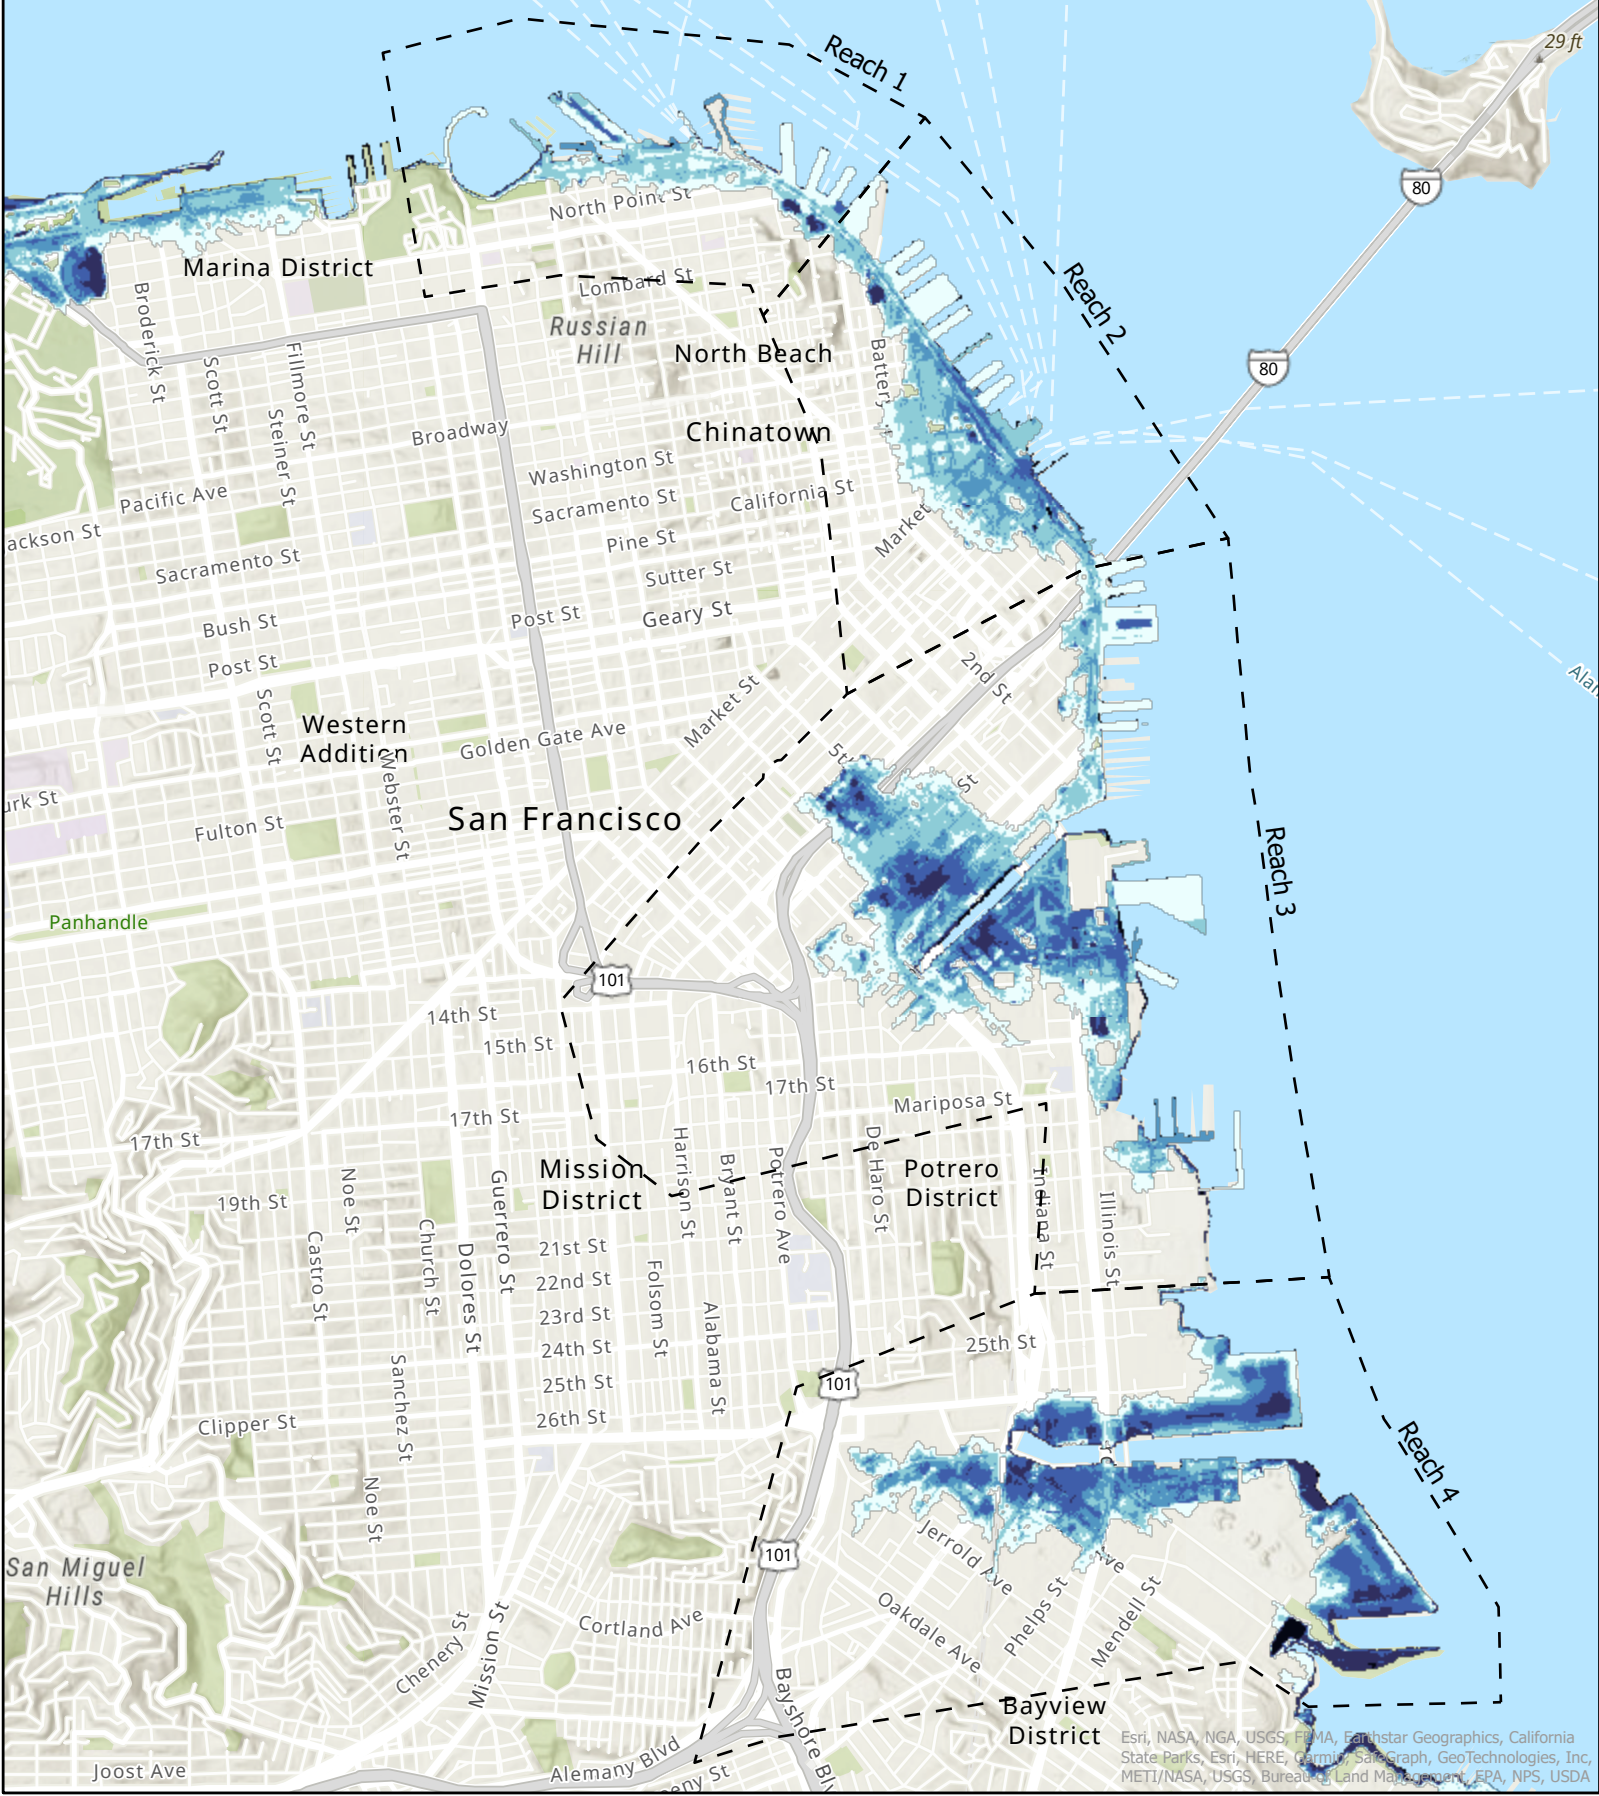 Reach 1
29 ft
80
North Point St
Marina District
Lombard St
Reach 2
Broderick St
Russian
Hill
North Beach
80
Scott St
Fillmore St
Battery
Steiner St
Broadway
Chinatown
Washington St
Pacific Ave
Sacramento St
California St
Market
ackson St
Pine St
Sacramento St
Sutter St
Post St
Geary St
Bush St
Post St
2nd St
Alan
Scott St
Market St
Western
Addition
Golden Gate Ave
5th
St
Webster St
urk St
San Francisco
Fulton St
Reach 3
Panhandle
101
14th St
15th St
16th St
17th St
Mariposa St
17th St
17th St
Harrison St
Bryant St
Potrero Ave
De Haro St
Mission
District
Potrero
District
Indiana St
Illinois St
Noe St
19th St
Guerrero St
Church St
Castro St
Dolores St
21st St
22nd St
Folsom St
23rd St
Alabama St
24th St
25th St
25th St
101
Sanchez St
26th St
Clipper St
Reach 4
Noe St
Jerrold Ave
Ave
101
San Miguel
Hills
Phelps St
Mendell St
Oakdale Ave
Cortland Ave
Chenery St
Mission St
Bayshore Blv
Bayview
District
Alemany Blvd
eny St
Joost Ave
Esri, NASA, NGA, USGS, FEMA, Earthstar Geographics, California
State Parks, Esri, HERE, Garmin, SafeGraph, GeoTechnologies, Inc,
METI/NASA, USGS, Bureau of Land Management, EPA, NPS, USDA